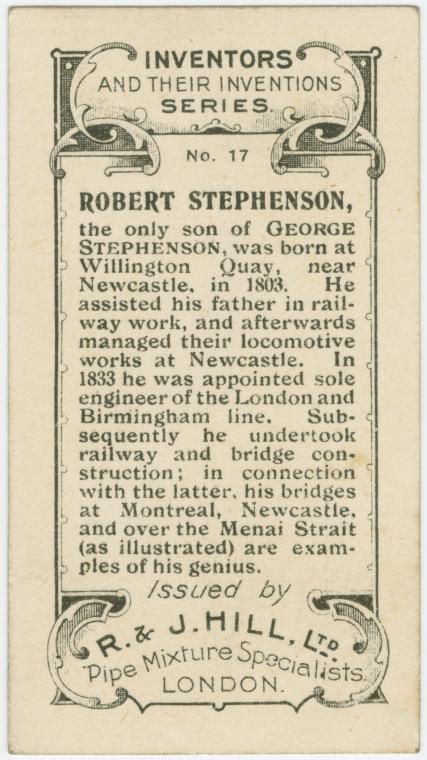 INVENTORS
AND THEIR INVENTIONS
SERIES.
No. 17
ROBERT STEPHENSON,
the only son of GEORGE
STEPHENSON, was born at
Willington Quay, near
Newcastle, in 1803. He
assisted his father in rail-
way work, and afterwards
managed their locomotive
works at Newcastle. In
1833 he was appointed sole
engineer of the London and
Birmingham line. Sub-
sequently he undertook
railway and bridge con-
struction; in connection
with the latter, his bridges
at Montreal, Newcastle,
and over the Menai Strait
(as illustrated) are exam-
ples of his genius.
Issued by
R. & J. HILL, LTD.
Pipe Mixture Specialists.
LONDON.